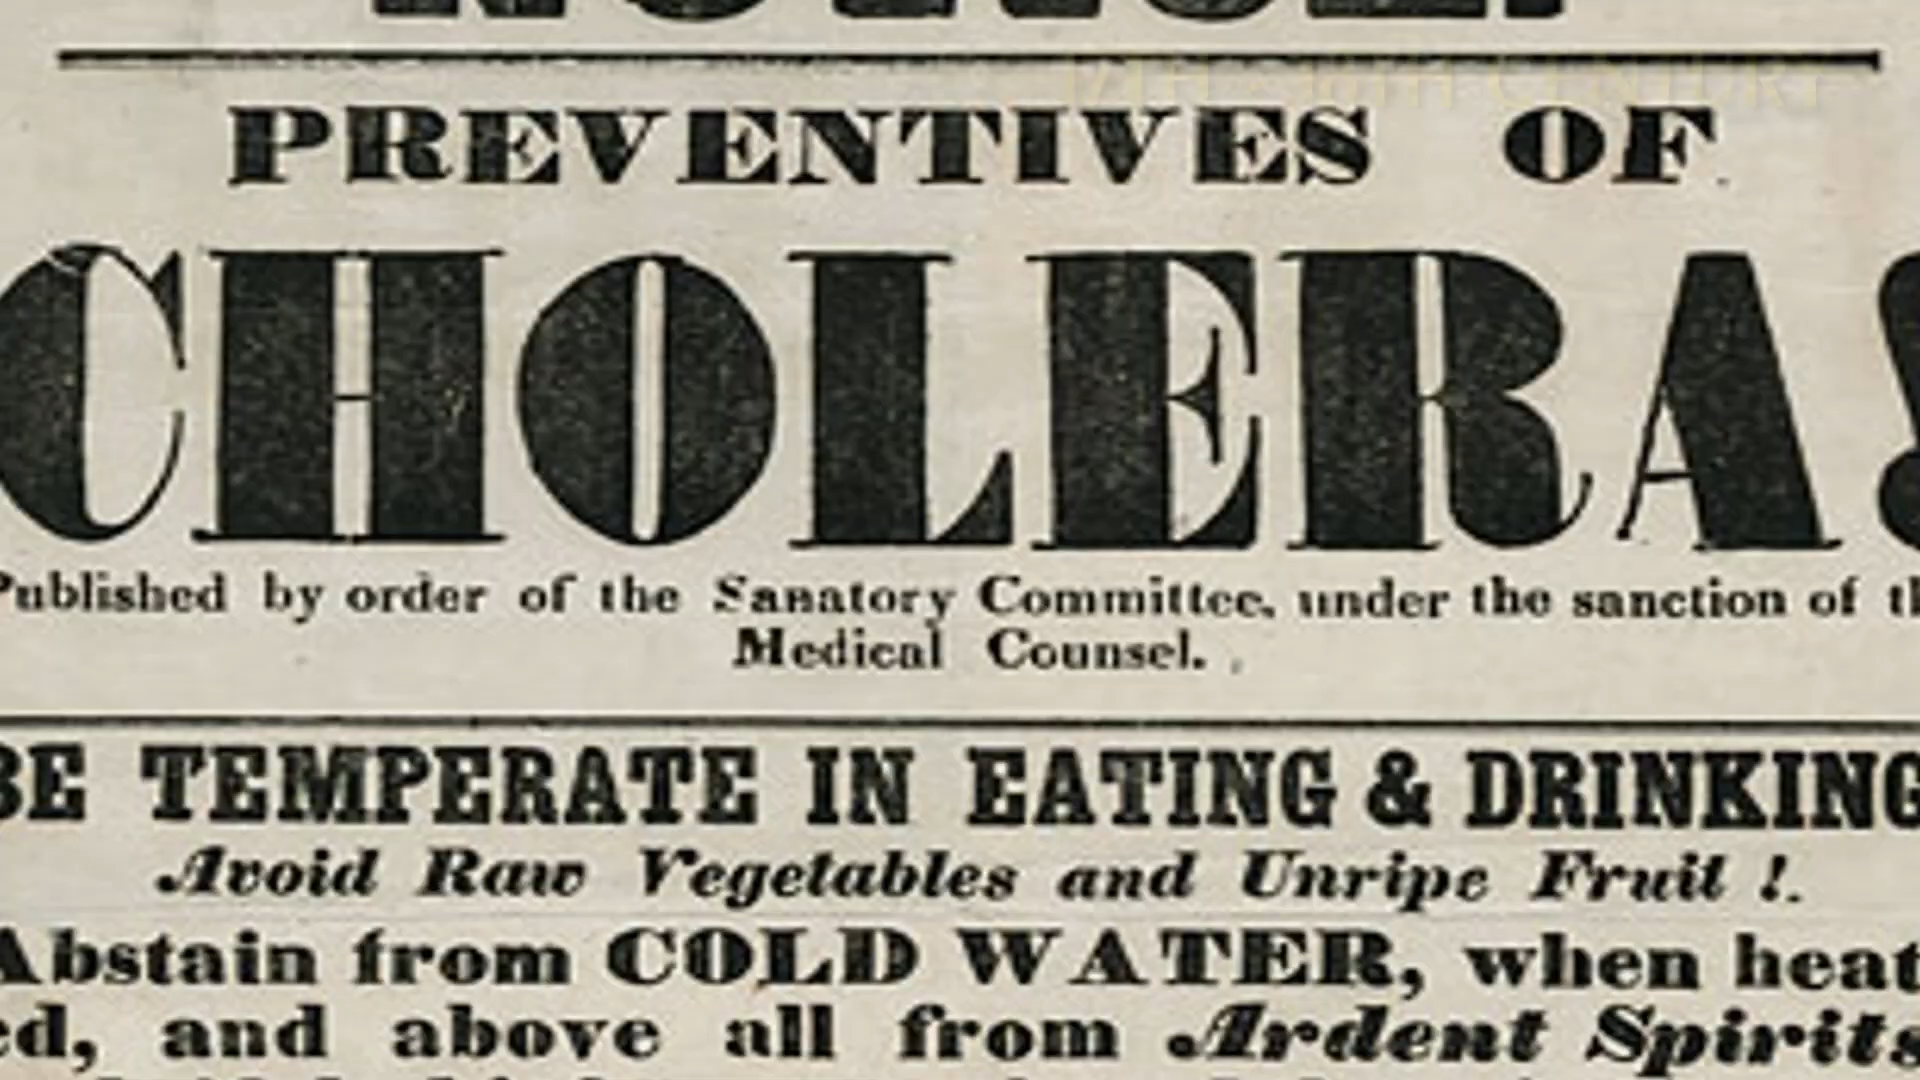 PREVENTIVES OF
CHOLERA!
Published by order of the Sanatory Committee, under the sanction of th
Medical Counsel.
BE TEMPERATE IN EATING & DRINKING
Avoid Raw Vegetables and Unripe Fruit !.
Abstain from COLD WATER, when heat
ed, and above all from Ardent Spirits